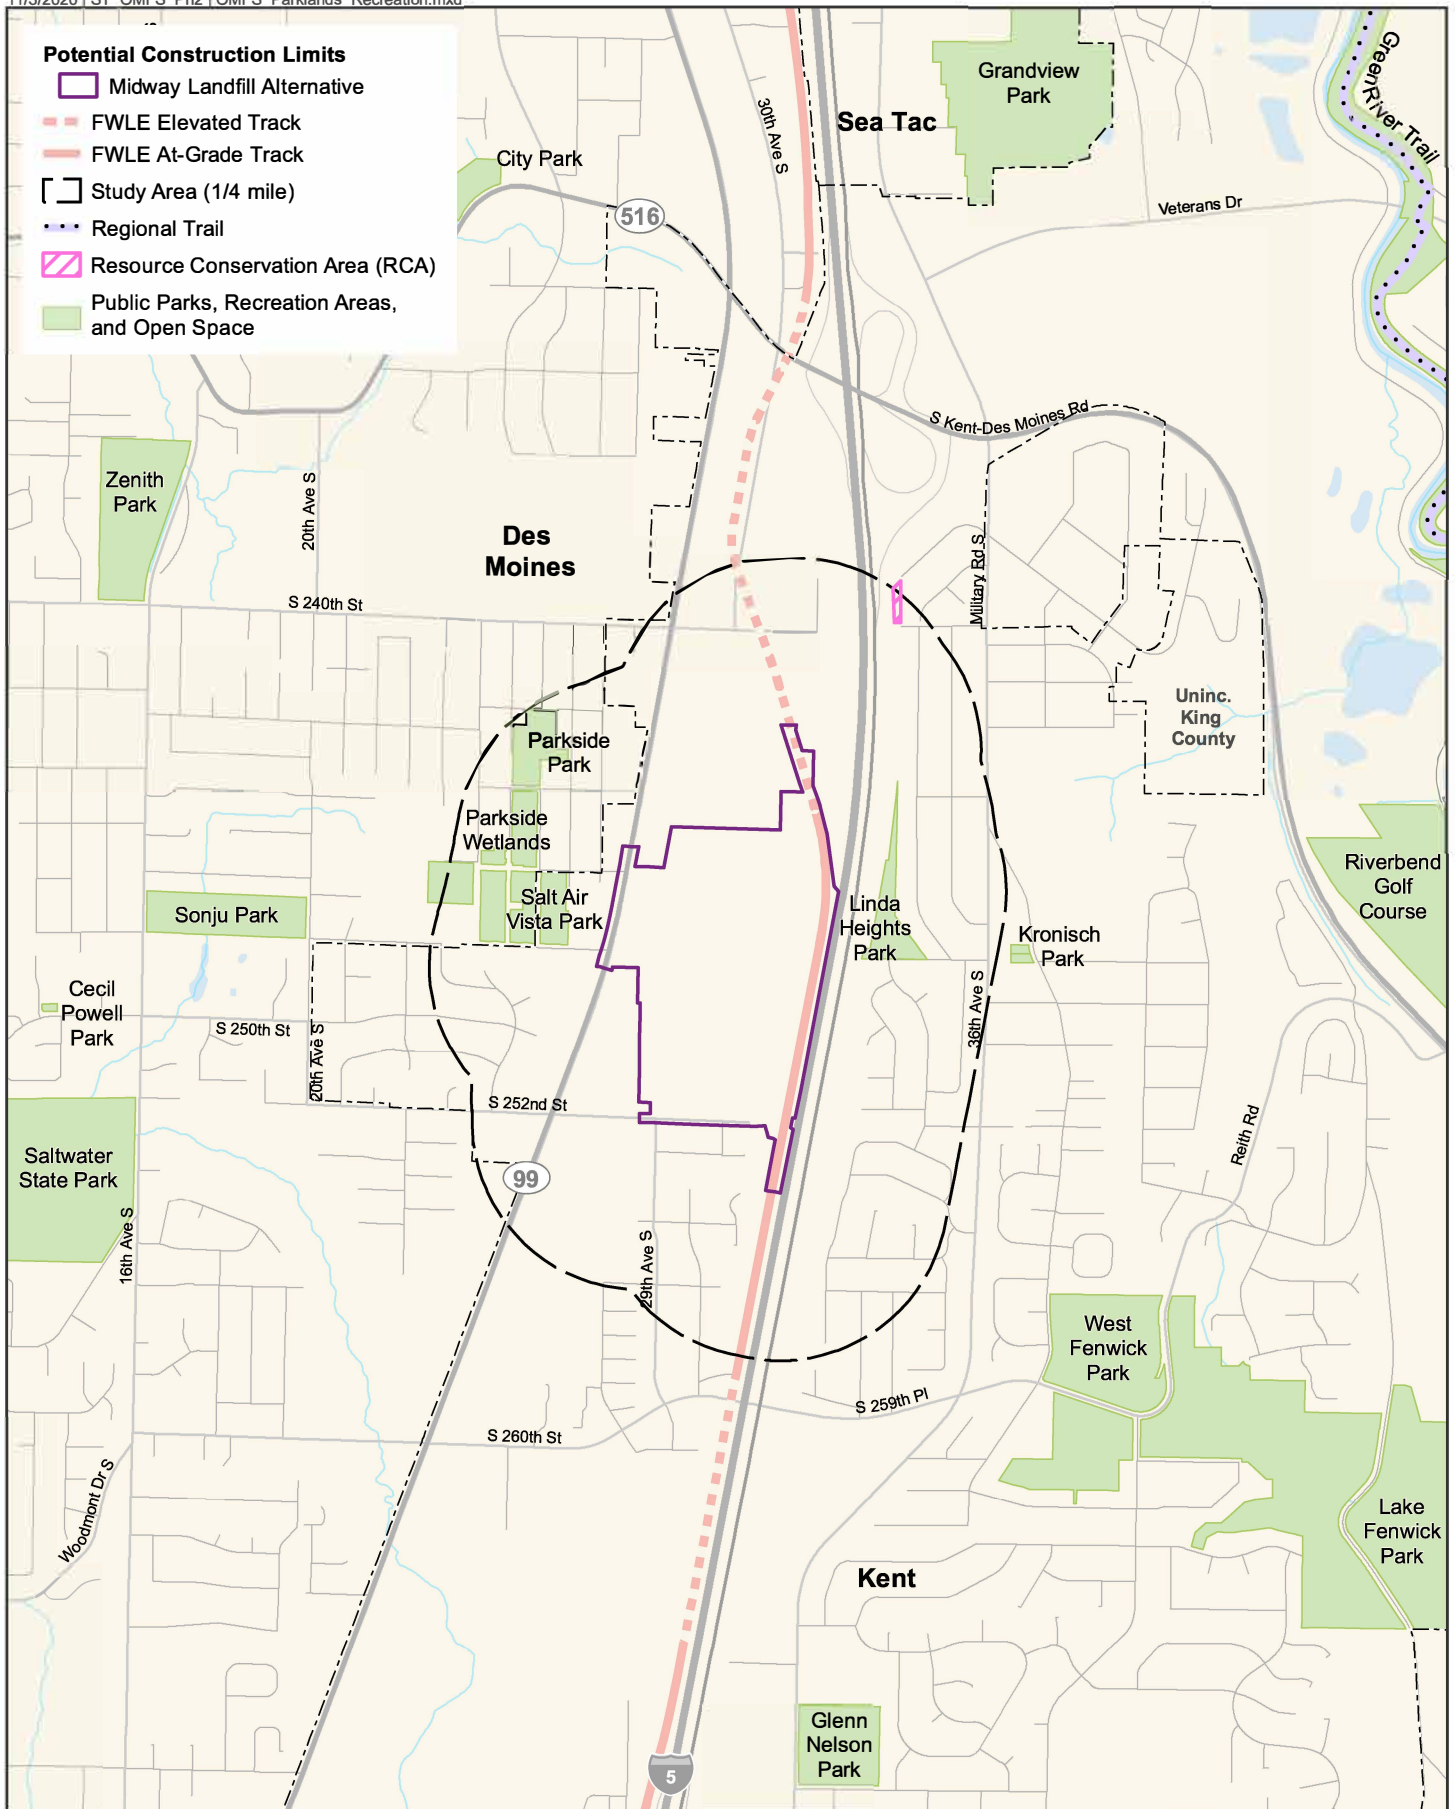 11/3/2020 | ST_OMFS_Ph2 | OMFS_Parklands_Recreation.mxd
Potential Construction Limits
Midway Landfill Alternative
FWLE Elevated Track
FWLE At-Grade Track
Study Area (1/4 mile)
Regional Trail
Resource Conservation Area (RCA)
Public Parks, Recreation Areas,
and Open Space
City Park
516
30th Ave S
Sea Tac
Grandview
Park
Green River Trail
Veterans Dr
S Kent-Des Moines Rd
Zenith
Park
20th Ave S
Des
Moines
Military Rd S
S 240th St
Uninc.
King
County
Parkside
Park
Parkside
Wetlands
Salt Air
Vista Park
Sonju Park
Linda
Heights
Park
Kronisch
Park
Riverbend
Golf
Course
Cecil
Powell
Park
S 250th St
20th Ave S
36th Ave S
S 252nd St
Saltwater
State Park
99
Reith Rd
16th Ave S
29th Ave S
West
Fenwick
Park
S 259th Pl
S 260th St
Woodmont Dr S
Lake
Fenwick
Park
Kent
Glenn
Nelson
Park
5